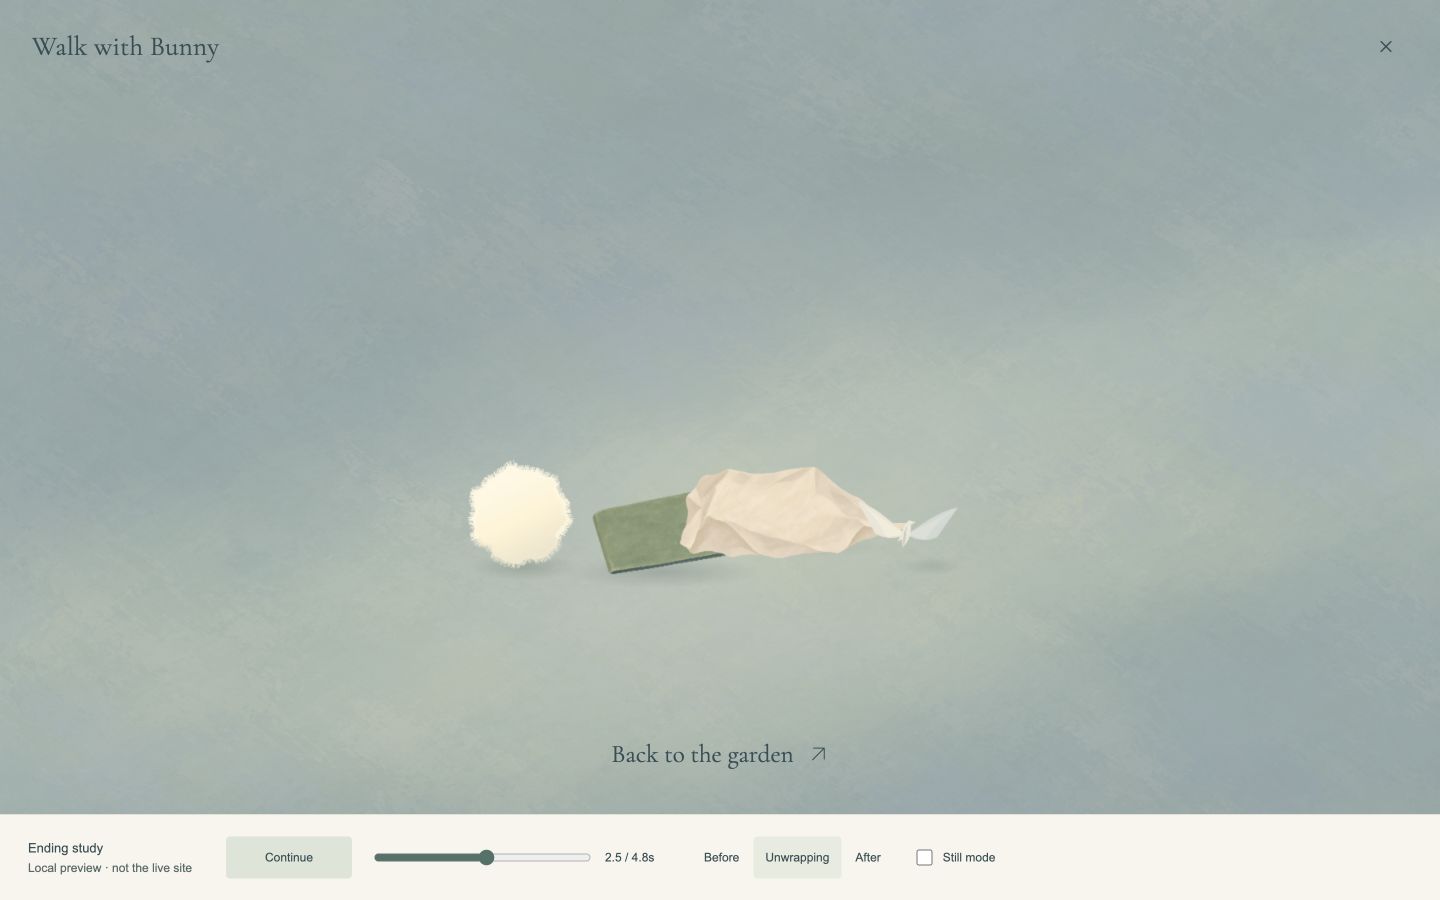 Walk with Bunny
Back to the garden
Ending study
Local preview · not the live site
Continue
2.5 / 4.8s
Before
Unwrapping
After
Still mode